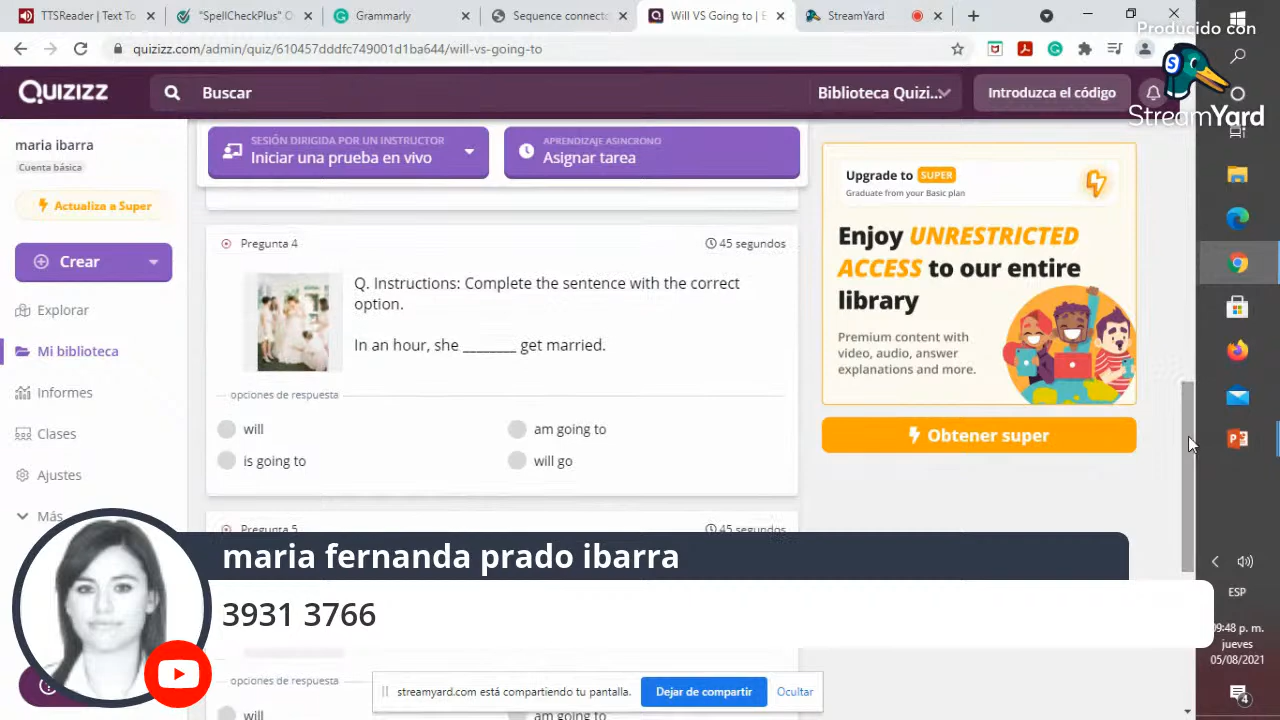 TTSReader | Text To
"SpellCheckPlus" O
Grammarly
Sequence connecto
Will VS Going to | E
StreamYard
Producido con
quizizz.com/admin/quiz/610457dddfc749001d1ba644/will-vs-going-to
StreamYard
Quizizz
Buscar
Biblioteca Quizi...
Introduzca el código
maria ibarra
Cuenta básica
Actualiza a Super
Crear
Explorar
Mi biblioteca
Informes
Clases
Ajustes
Más
SESIÓN DIRIGIDA POR UN INSTRUCTOR
Iniciar una prueba en vivo
APRENDIZAJE ASINCRONO
Asignar tarea
Pregunta 4
45 segundos
Q. Instructions: Complete the sentence with the correct
option.
In an hour, she ________ get married.
opciones de respuesta
will
am going to
is going to
will go
Pregunta 5
45 segundos
Upgrade to SUPER
Graduate from your Basic plan
Enjoy UNRESTRICTED
ACCESS to our entire
library
Premium content with
video, audio, answer
explanations and more.
Obtener super
maria fernanda prado ibarra
3931 3766
opciones de respuesta
will
am going to
streamyard.com está compartiendo tu pantalla.
Dejar de compartir
Ocultar
ESP
09:48 p. m.
jueves
05/08/2021
4